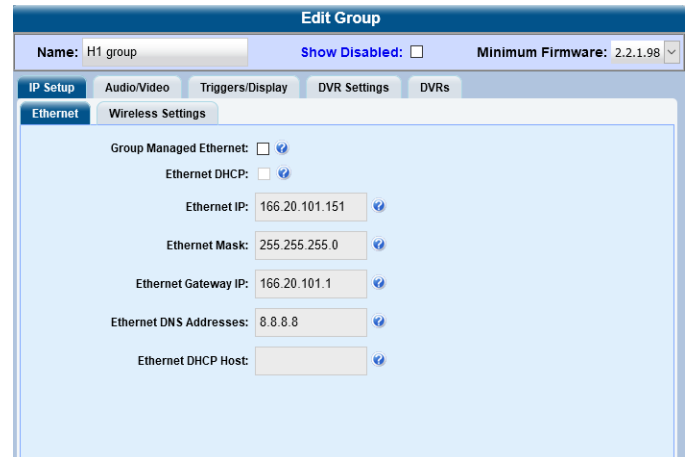 Edit Group
Name: H1 group Show Disabled: Minimum Firmware: 2.2.1.98
IP Setup Audio/Video Triggers/Display DVR Settings DVRs
Ethernet Wireless Settings
Group Managed Ethernet:
Ethernet DHCP:
Ethernet IP: 166.20.101.151
Ethernet Mask: 255.255.255.0
Ethernet Gateway IP: 166.20.101.1
Ethernet DNS Addresses: 8.8.8.8
Ethernet DHCP Host: